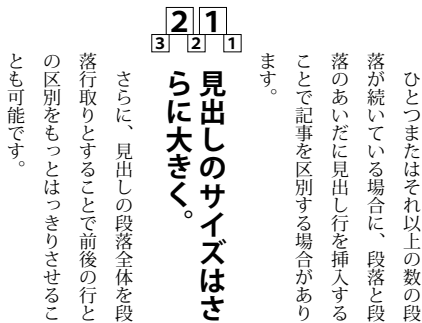 ひとつまたはそれ以上の数の段
落が続いている場合に、段落と段
落のあいだに見出し行を挿入する
ことで記事を区別する場合があり
ます。
1
2
1
2
3
見出しのサイズはさ
らに大きく。
さらに、見出しの段落全体を段
落行取りとすることで前後の行と
の区別をもっとはっきりさせるこ
とも可能です。